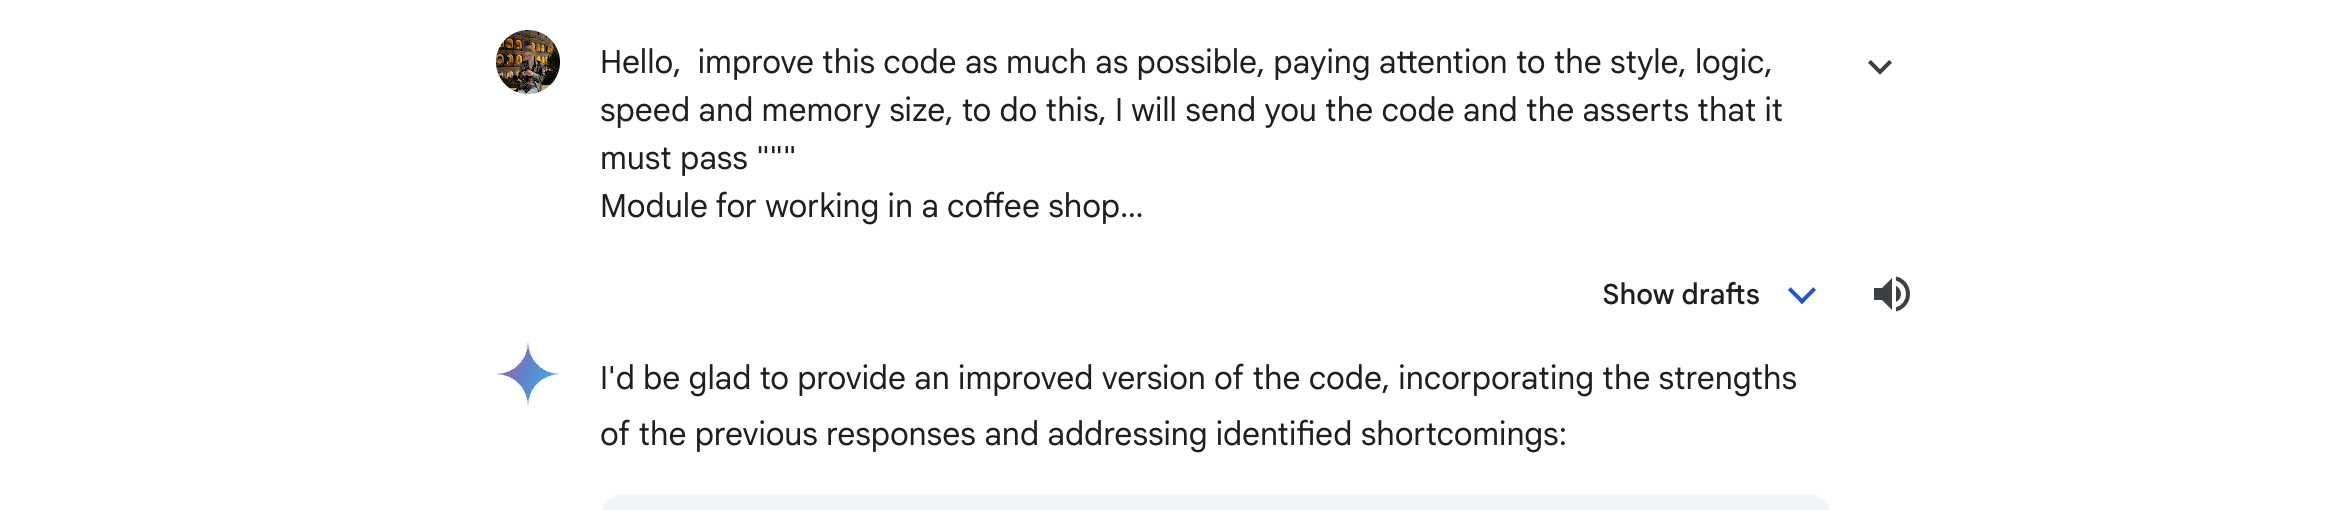 Hello,  improve this code as much as possible, paying attention to the style, logic,
speed and memory size, to do this, I will send you the code and the asserts that it
must pass """
Module for working in a coffee shop...
Show drafts
I'd be glad to provide an improved version of the code, incorporating the strengths
of the previous responses and addressing identified shortcomings: